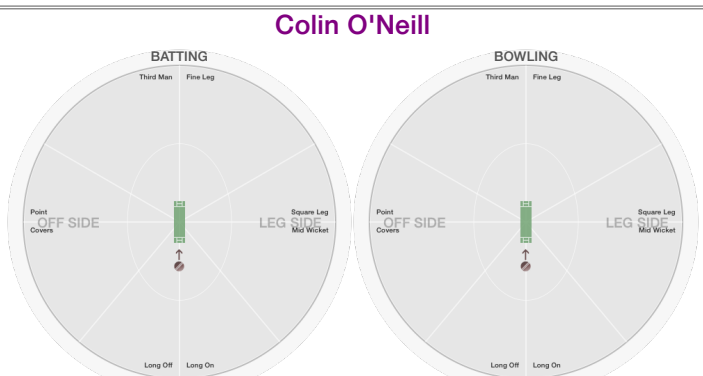 Colin O'Neill
BATTING
Third Man Fine Leg
Point
OFF SIDE
Covers
Square Leg
LEG SIDE
Mid Wicket
Long Off Long On
BOWLING
Third Man Fine Leg
Point
OFF SIDE
Covers
Square Leg
LEG SIDE
Mid Wicket
Long Off Long On